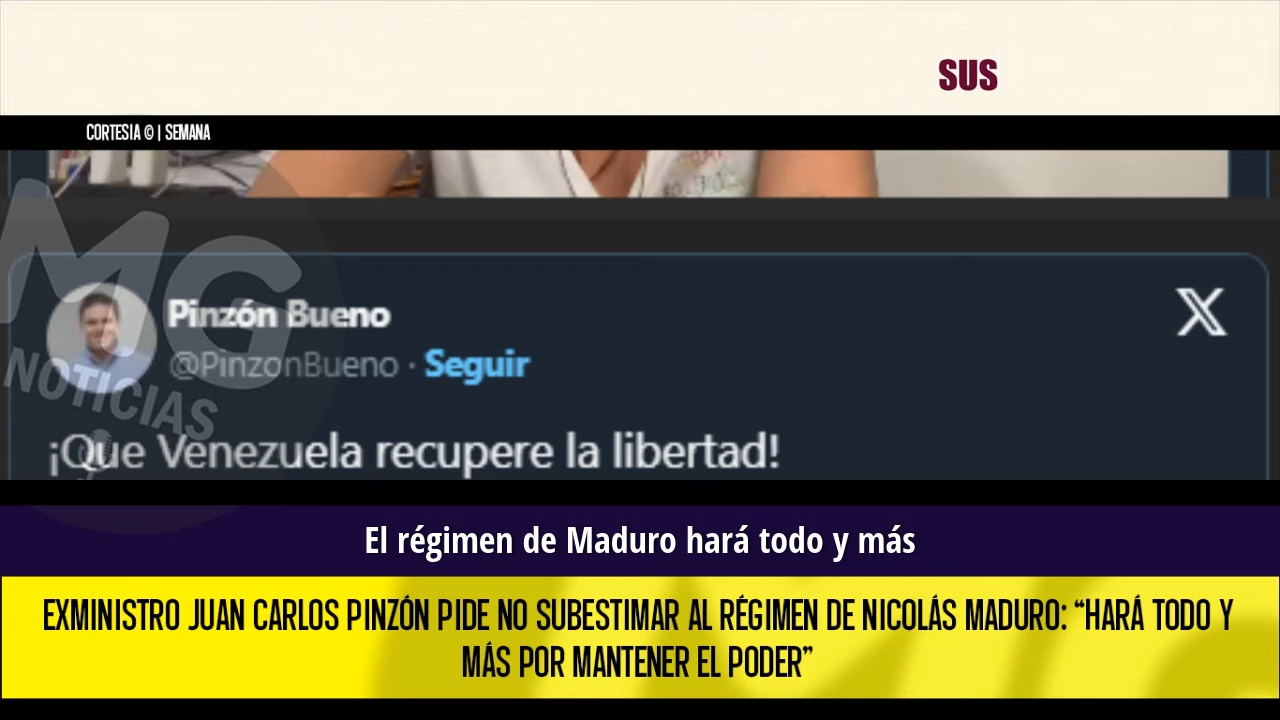 SUS
CORTESIA © | SEMANA
MG
NOTICIAS
Pinzón Bueno
@PinzonBueno · Seguir
¡Que Venezuela recupere la libertad!
El régimen de Maduro hará todo y más
EXMINISTRO JUAN CARLOS PINZÓN PIDE NO SUBESTIMAR AL RÉGIMEN DE NICOLÁS MADURO: “HARÁ TODO Y
MÁS POR MANTENER EL PODER”